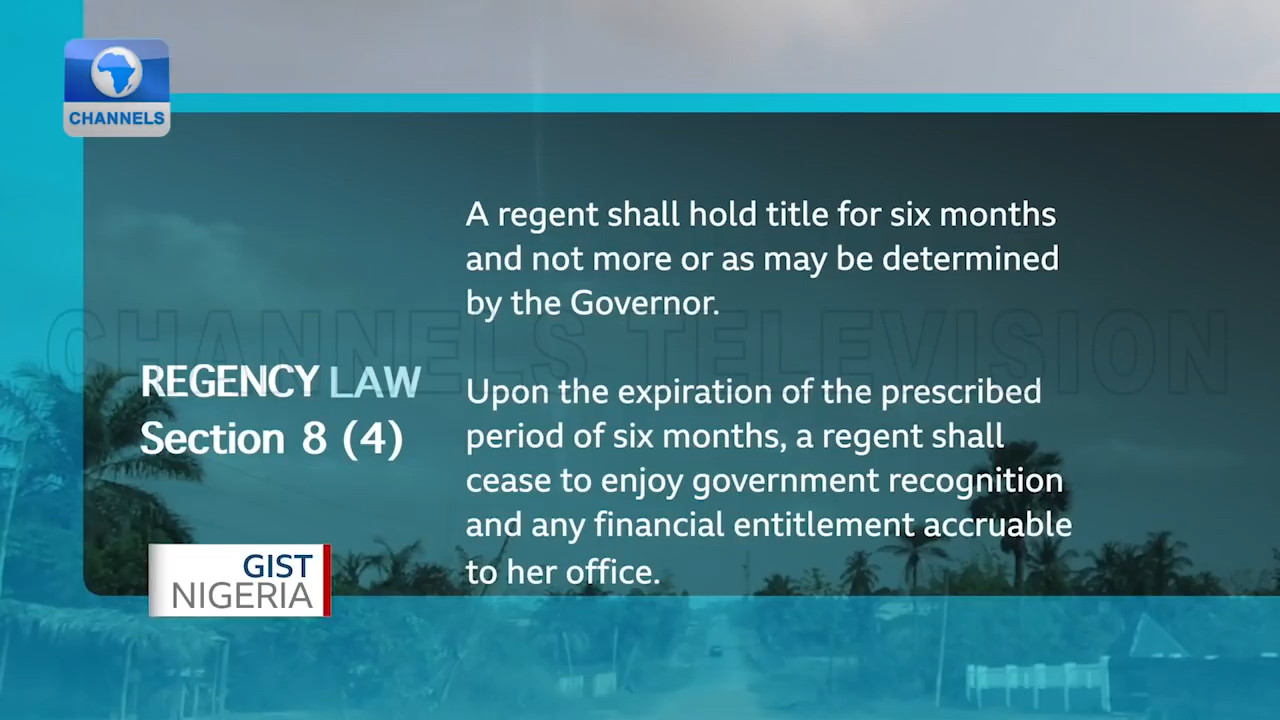 CHANNELS
A regent shall hold title for six months
and not more or as may be determined
by the Governor.
CHANNELS TELEVISION
REGENCY LAW
Section 8 (4)
Upon the expiration of the prescribed
period of six months, a regent shall
cease to enjoy government recognition
and any financial entitlement accruable
to her office.
GIST
NIGERIA